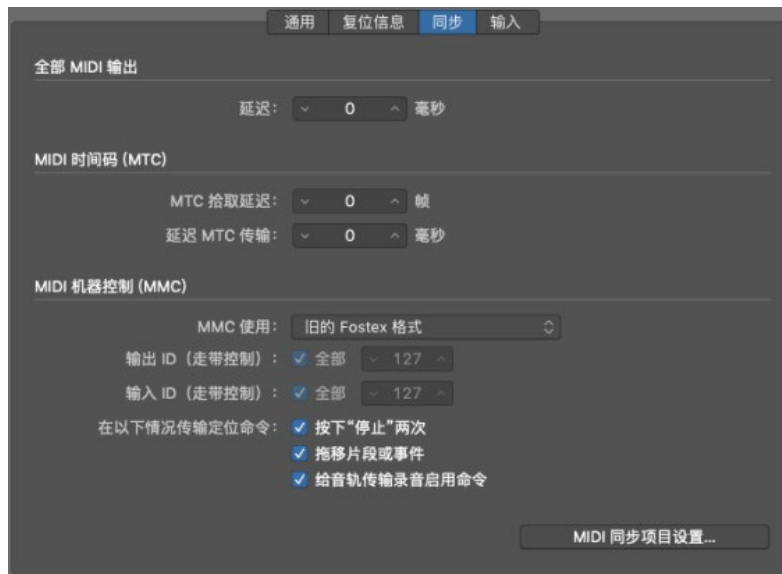 通用 复位信息 同步 输入
全部 MIDI 输出
延迟： 0 毫秒
MIDI 时间码 (MTC)
MTC 拾取延迟： 0 帧
延迟 MTC 传输： 0 毫秒
MIDI 机器控制 (MMC)
MMC 使用： 旧的 Fostex 格式
输出 ID（走带控制）： 全部 127
输入 ID（走带控制）： 全部 127
在以下情况传输定位命令： 按下“停止”两次
拖移片段或事件
给音轨传输录音启用命令
MIDI 同步项目设置...